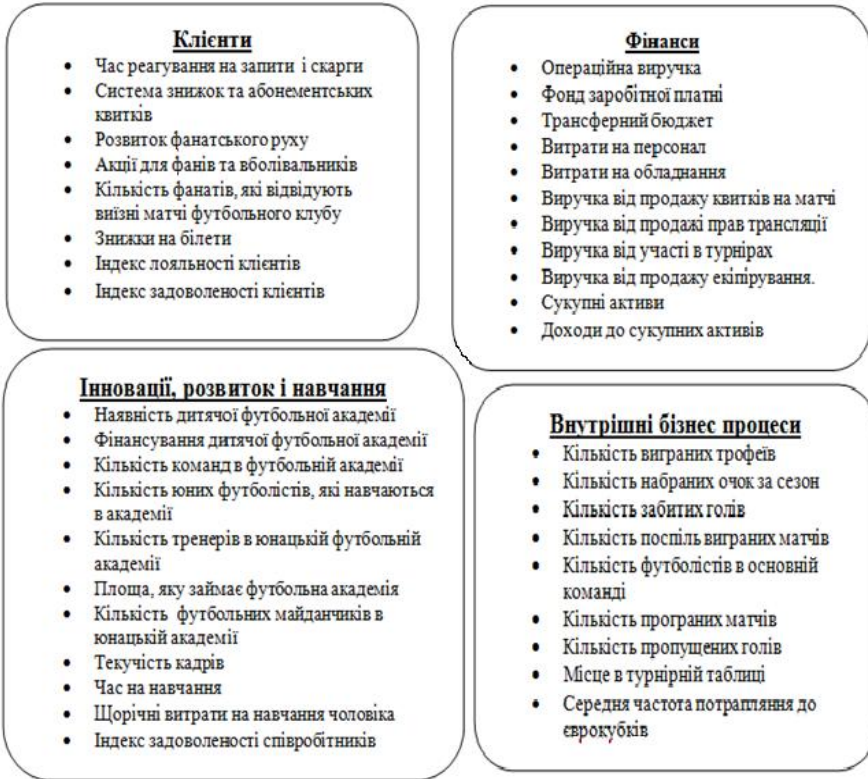 Клієнти
Час реагування на запити і скарги
Система знижок та абонементських
квитків
Розвиток фанатського руху
Акції для фанів та вболівальників
Кількість фанатів, які відвідують
виїзні матчі футбольного клубу
Знижки на білети
Індекс лояльності клієнтів
Індекс задоволеності клієнтів
Фінанси
Операційна виручка
Фонд заробітної платні
Трансферний бюджет
Витрати на персонал
Витрати на обладнання
Виручка від продажу квитків на матчі
Виручка від продажі прав трансляції
Виручка від участі в турнірах
Виручка від продажу екіпірування.
Сукупні активи
Доходи до сукупних активів
Інновації, розвиток і навчання
Наявність дитячої футбольної академії
Фінансування дитячої футбольної академії
Кількість команд в футбольній академії
Кількість юних футболістів, які навчаються
в академії
Кількість тренерів в юнацькій футбольній
академії
Площа, яку займає футбольна академія
Кількість футбольних майданчиків в
юнацькій академії
Текучість кадрів
Час на навчання
Щорічні витрати на навчання чоловіка
Індекс задоволеності співробітників
Внутрішні бізнес процеси
Кількість виграних трофеїв
Кількість набраних очок за сезон
Кількість забитих голів
Кількість поспіль виграних матчів
Кількість футболістів в основній
команді
Кількість програних матчів
Кількість пропущених голів
Місце в турнірній таблиці
Середня частота потрапляння до
єврокубків